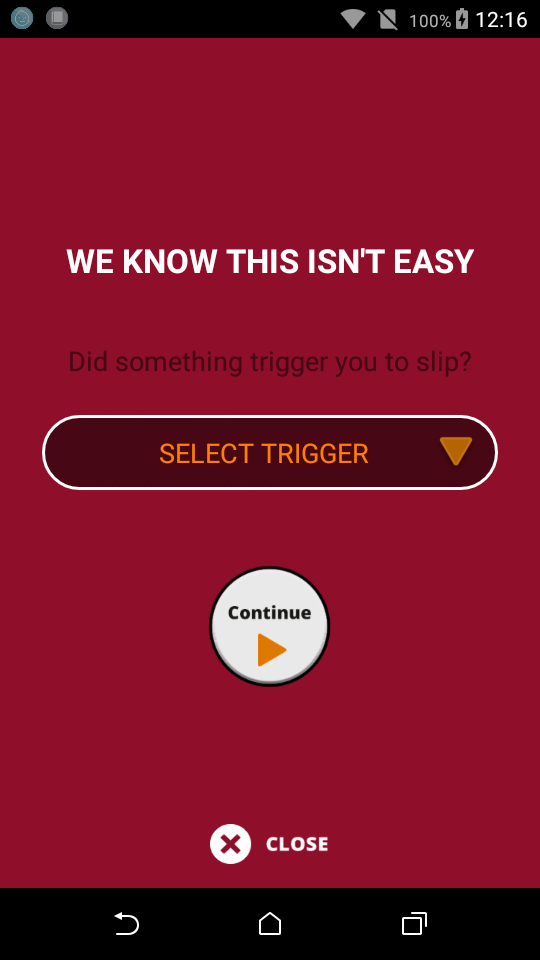 100% 12:16
WE KNOW THIS ISN'T EASY
Did something trigger you to slip?
SELECT TRIGGER
Continue
CLOSE